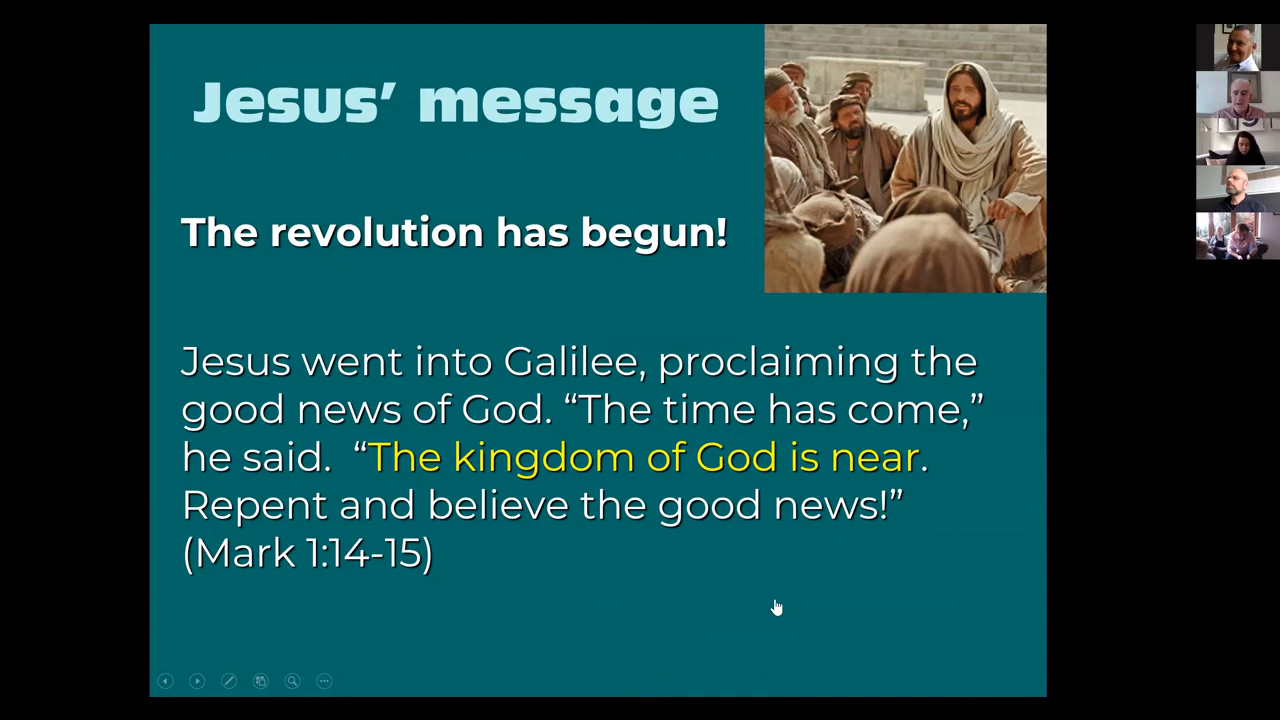 Jesus’ message
The revolution has begun!
Jesus went into Galilee, proclaiming the
good news of God. “The time has come,”
he said.  “The kingdom of God is near.
Repent and believe the good news!”
(Mark 1:14-15)